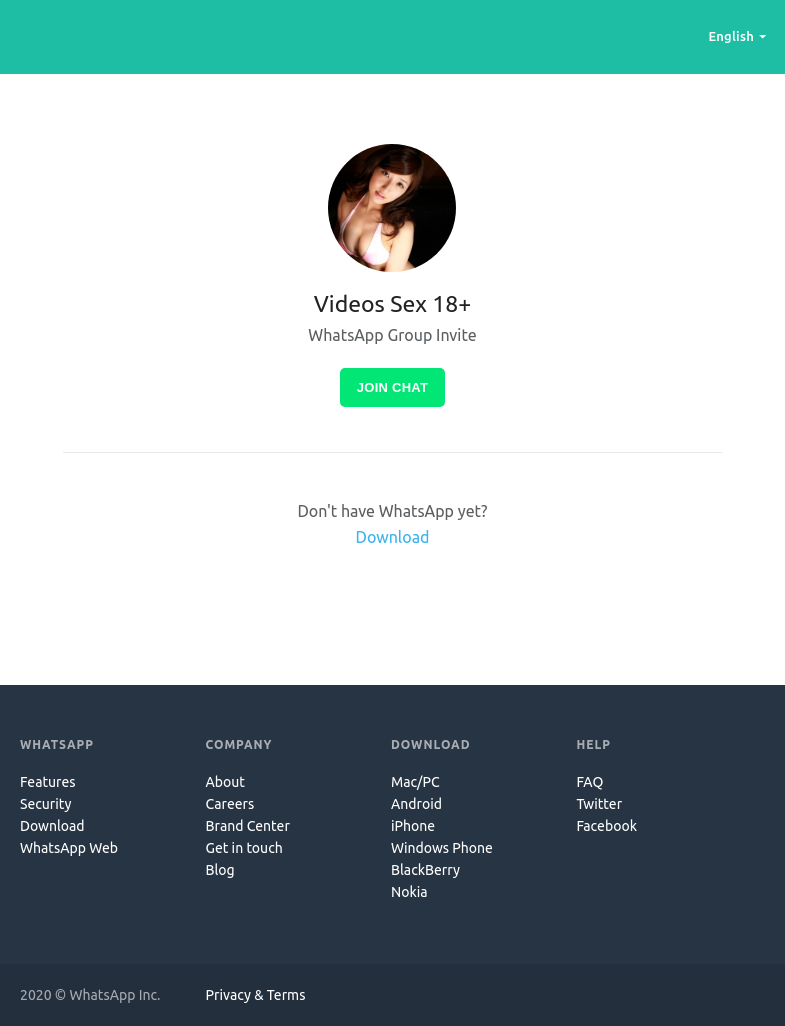 English
Videos Sex 18+
WhatsApp Group Invite
JOIN CHAT
Don't have WhatsApp yet?
Download
WHATSAPP
Features
Security
Download
WhatsApp Web
COMPANY
About
Careers
Brand Center
Get in touch
Blog
DOWNLOAD
Mac/PC
Android
iPhone
Windows Phone
BlackBerry
Nokia
HELP
FAQ
Twitter
Facebook
2020 © WhatsApp Inc.
Privacy & Terms